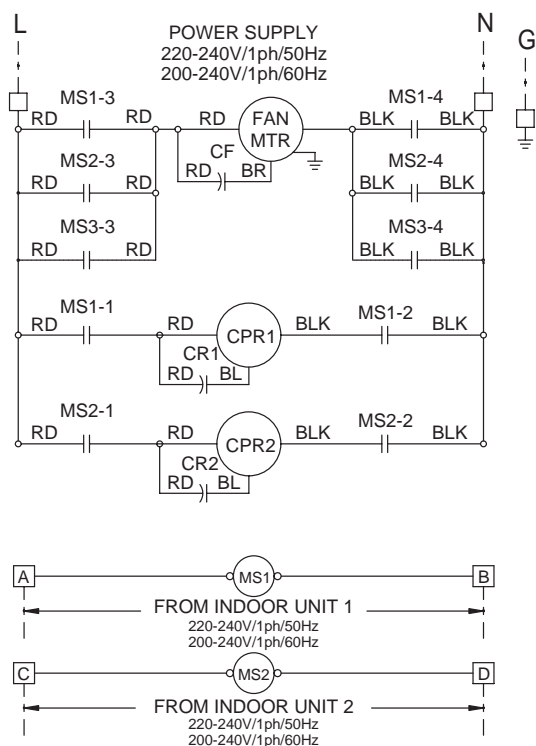 L
N
G
POWER SUPPLY
220-240V/1ph/50Hz
200-240V/1ph/60Hz
MS1-3
MS1-4
RD
RD
RD
FAN
MTR
BLK
BLK
CF
RD
BR
MS2-3
MS2-4
RD
RD
BLK
BLK
MS3-3
MS3-4
RD
RD
BLK
BLK
MS1-1
MS1-2
RD
RD
CPR1
BLK
BLK
CR1
RD
BL
MS2-1
MS2-2
RD
RD
CPR2
BLK
BLK
CR2
RD
BL
A
MS1
B
FROM INDOOR UNIT 1
220-240V/1ph/50Hz
200-240V/1ph/60Hz
C
MS2
D
FROM INDOOR UNIT 2
220-240V/1ph/50Hz
200-240V/1ph/60Hz